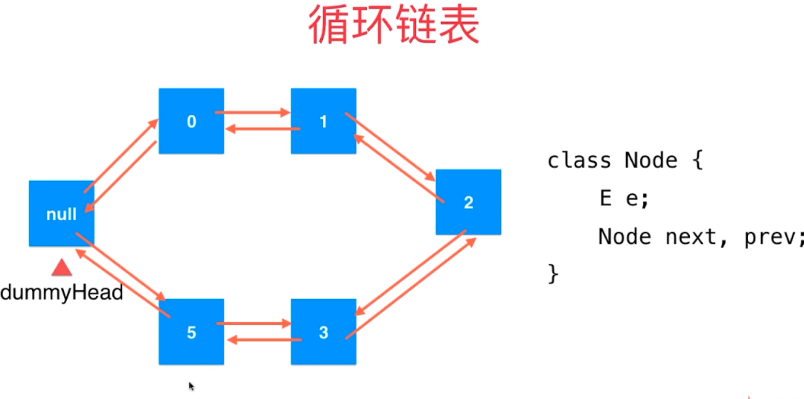 循环链表
0
1
null
2
dummyHead
5
3
class Node {
E e;
Node next, prev;
}